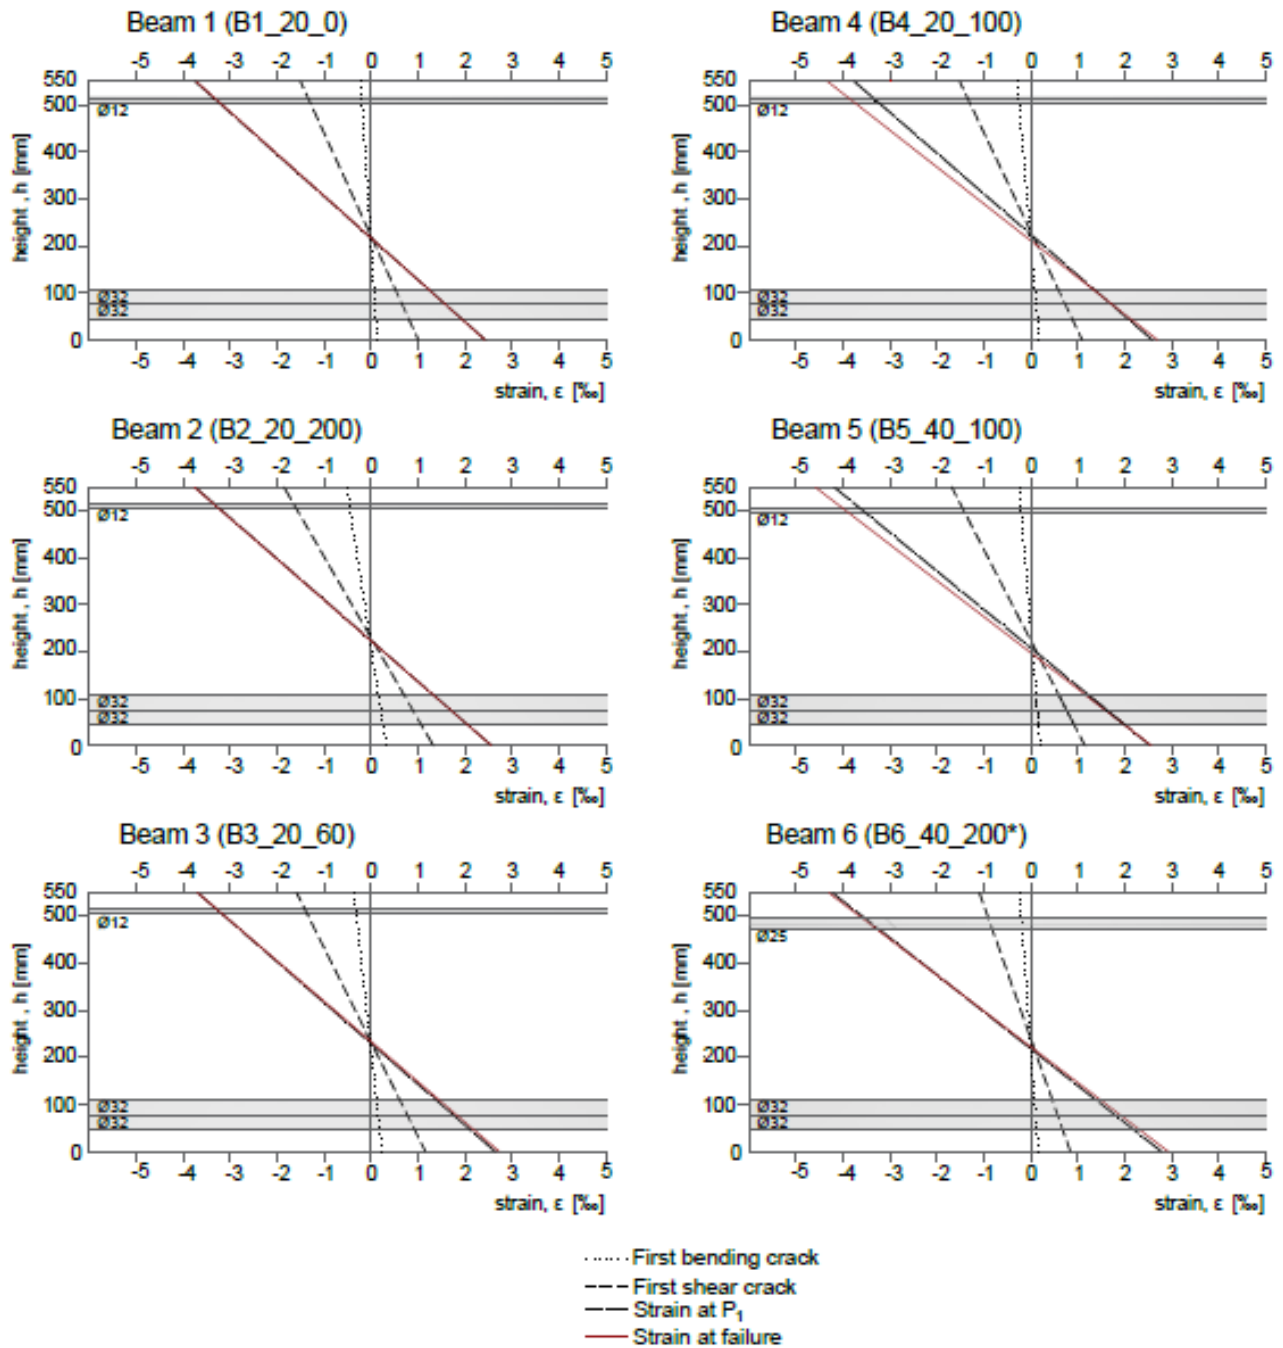 Beam 1 (B1_20_0)
-5 -4 -3 -2 -1 0 1 2 3 4 5
550
500
400
300
200
100
0
height , h [mm]
Ø12
Ø32
Ø32
-5 -4 -3 -2 -1 0 1 2 3 4 5
strain, ε [‰]
Beam 4 (B4_20_100)
-5 -4 -3 -2 -1 0 1 2 3 4 5
550
500
400
300
200
100
0
height , h [mm]
Ø12
Ø32
Ø32
-5 -4 -3 -2 -1 0 1 2 3 4 5
strain, ε [‰]
Beam 2 (B2_20_200)
-5 -4 -3 -2 -1 0 1 2 3 4 5
550
500
400
300
200
100
0
height , h [mm]
Ø12
Ø32
Ø32
-5 -4 -3 -2 -1 0 1 2 3 4 5
strain, ε [‰]
Beam 5 (B5_40_100)
-5 -4 -3 -2 -1 0 1 2 3 4 5
550
500
400
300
200
100
0
height , h [mm]
Ø12
Ø32
Ø32
-5 -4 -3 -2 -1 0 1 2 3 4 5
strain, ε [‰]
Beam 3 (B3_20_60)
-5 -4 -3 -2 -1 0 1 2 3 4 5
550
500
400
300
200
100
0
height , h [mm]
Ø12
Ø32
Ø32
-5 -4 -3 -2 -1 0 1 2 3 4 5
strain, ε [‰]
Beam 6 (B6_40_200*)
-5 -4 -3 -2 -1 0 1 2 3 4 5
550
500
400
300
200
100
0
height , h [mm]
Ø25
Ø32
Ø32
-5 -4 -3 -2 -1 0 1 2 3 4 5
strain, ε [‰]
First bending crack
First shear crack
Strain at P₁
Strain at failure